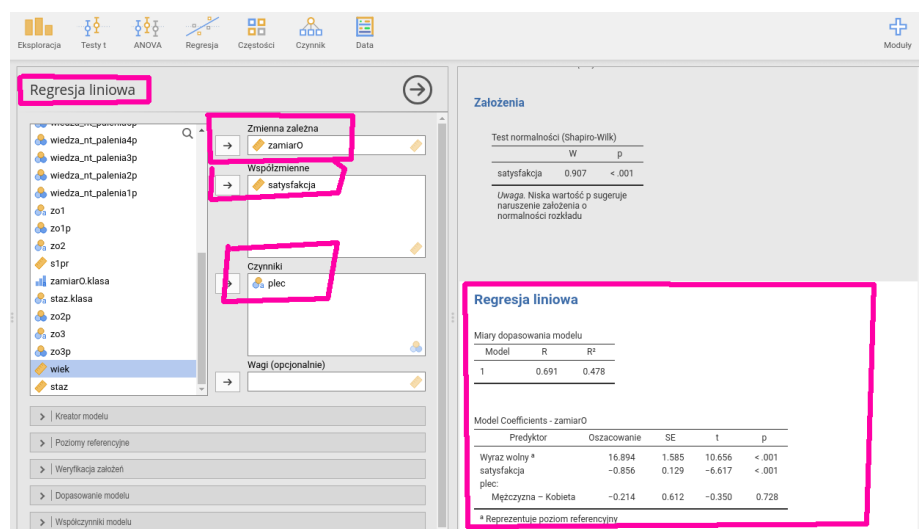 Eksploracja Testy t ANOVA Regresja Częstości Czynnik Data Moduły
Regresja liniowa
wiedza_nt_palenia4p
wiedza_nt_palenia3p
wiedza_nt_palenia2p
wiedza_nt_palenia1p
zo1
zo1p
zo2
s1pr
zamiarO.klasa
staz.klasa
zo2p
zo3
zo3p
wiek
staz
Zmienna zależna
zamiarO
Współzmienne
satysfakcja
Czynniki
plec
Wagi (opcjonalnie)
Kreator modelu
Poziomy referencyjne
Weryfikacja założeń
Dopasowanie modelu
Współczynniki modelu
Założenia
Test normalności (Shapiro-Wilk)
W p
satysfakcja 0.907 < .001
Uwaga. Niska wartość p sugeruje
naruszenie założenia o
normalności rozkładu
Regresja liniowa
Miary dopasowania modelu
Model R R²
1 0.691 0.478
Model Coefficients - zamiarO
Predyktor Oszacowanie SE t p
Wyraz wolny ᵃ 16.894 1.585 10.656 < .001
satysfakcja −0.856 0.129 −6.617 < .001
plec:
Mężczyzna – Kobieta −0.214 0.612 −0.350 0.728
ᵃ Reprezentuje poziom referencyjny